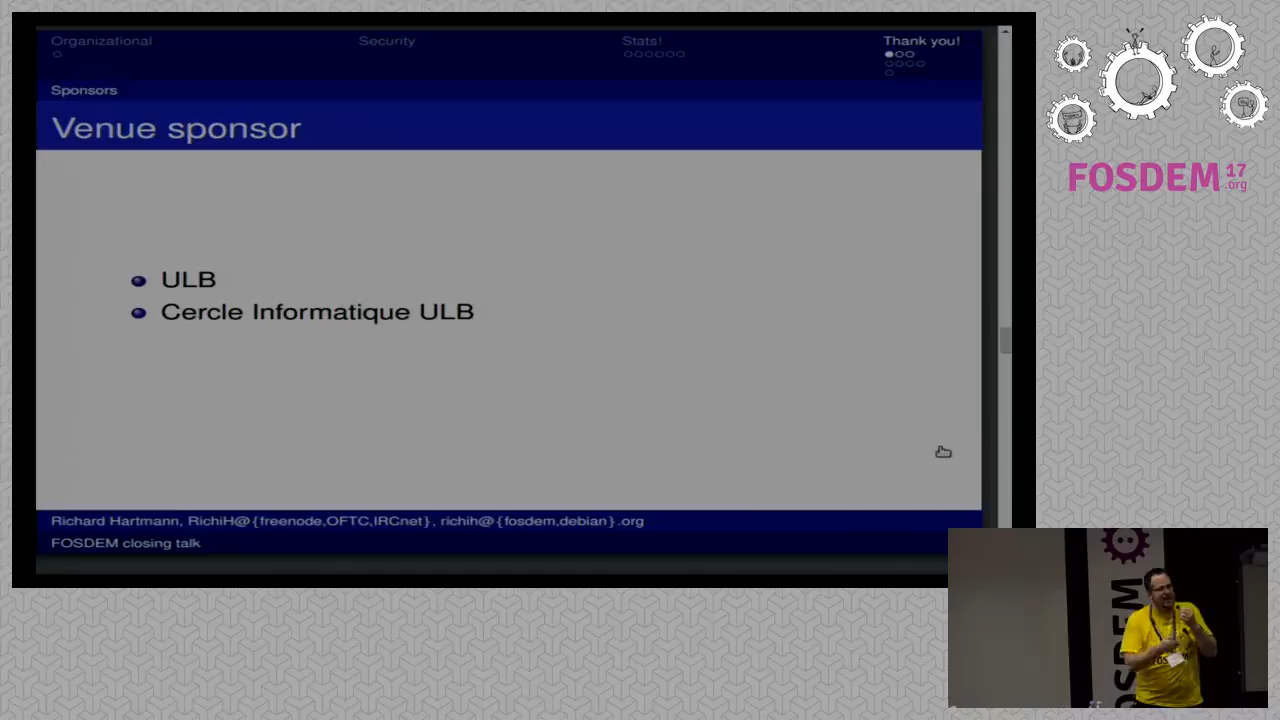 Organizational
Security
Stats!
Thank you!
Sponsors
Venue sponsor
ULB
Cercle Informatique ULB
Richard Hartmann, RichiH@{freenode,OFTC,IRCnet}, richih@{fosdem,debian}.org
FOSDEM closing talk
FOSDEM 17
.org
FOSDEM